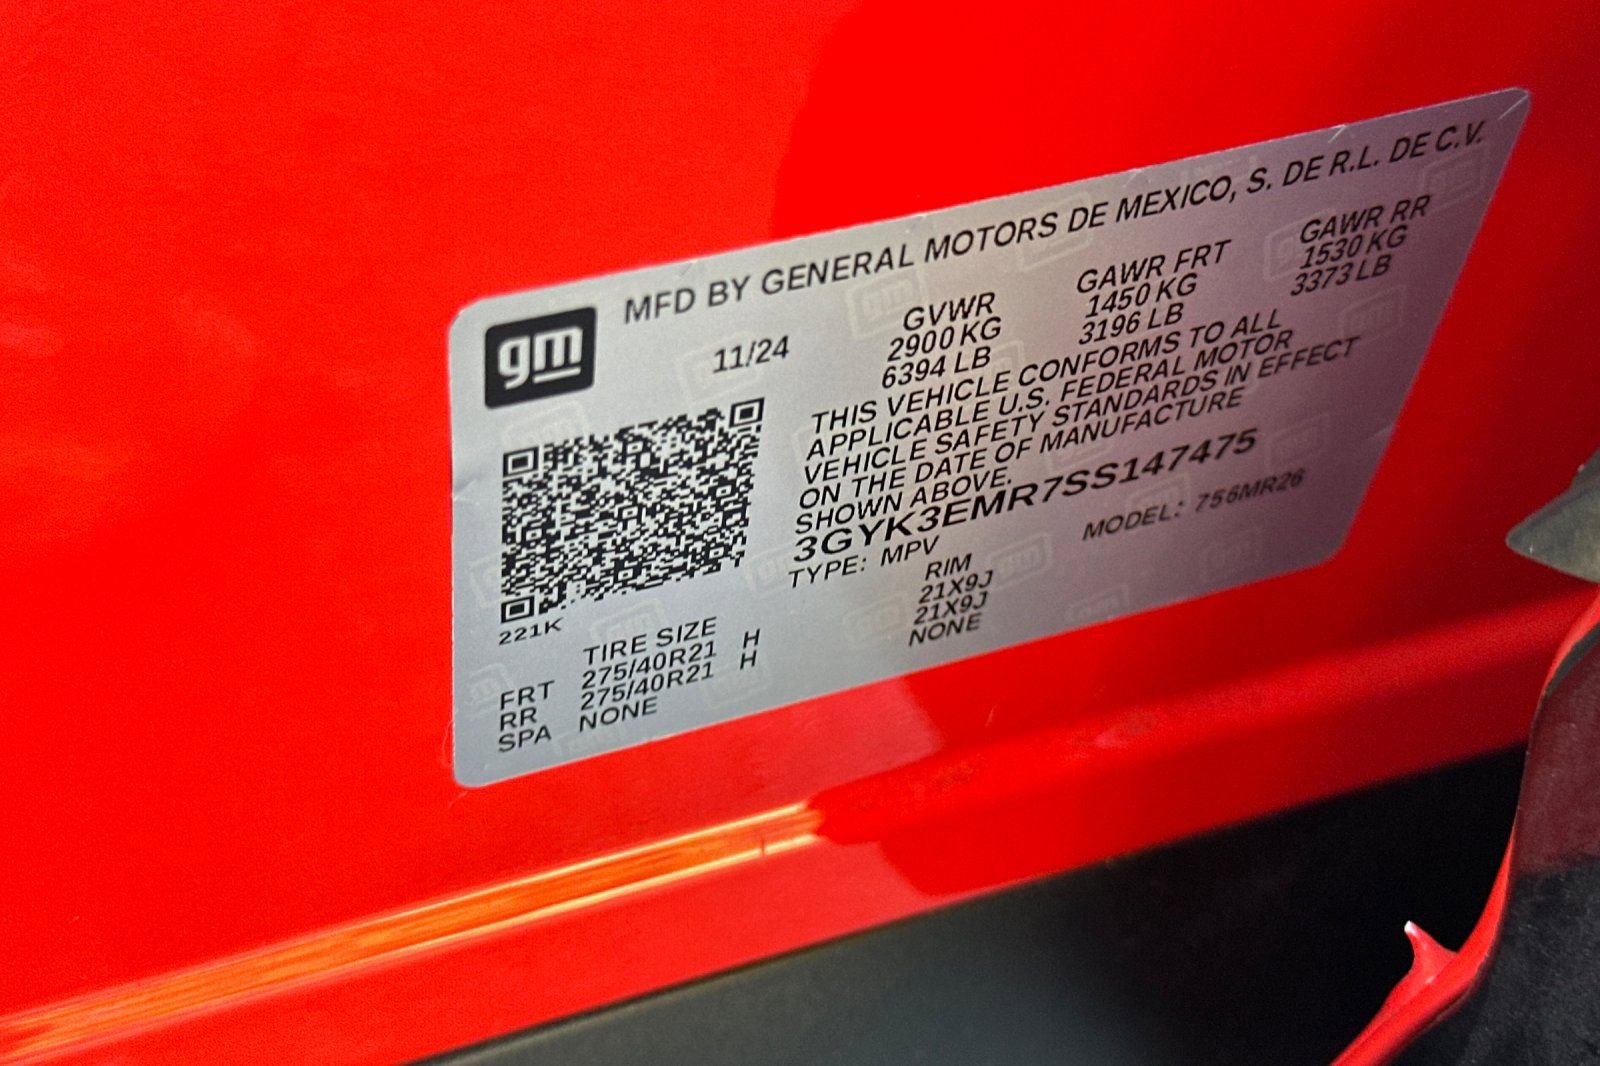 gm
MFD BY GENERAL MOTORS DE MEXICO, S. DE R.L. DE C.V.
11/24
GVWR GAWR FRT GAWR RR
2900 KG 1450 KG 1530 KG
6394 LB 3196 LB 3373 LB
THIS VEHICLE CONFORMS TO ALL
APPLICABLE U.S. FEDERAL MOTOR
VEHICLE SAFETY STANDARDS IN EFFECT
ON THE DATE OF MANUFACTURE
SHOWN ABOVE.
3GYK3EMR7SS147475
TYPE: MPV MODEL: 756MR26
221K
TIRE SIZE RIM
FRT 275/40R21 H 21X9J
RR 275/40R21 H 21X9J
SPA NONE NONE